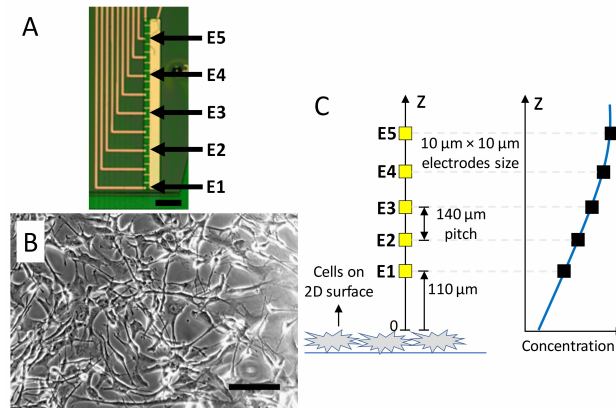 A
E5
E4
E3
E2
E1
B
C
Z
E5
10 µm × 10 µm
electrodes size
E4
E3
140 µm
pitch
E2
E1
Cells on
2D surface
110 µm
0
Z
Concentration